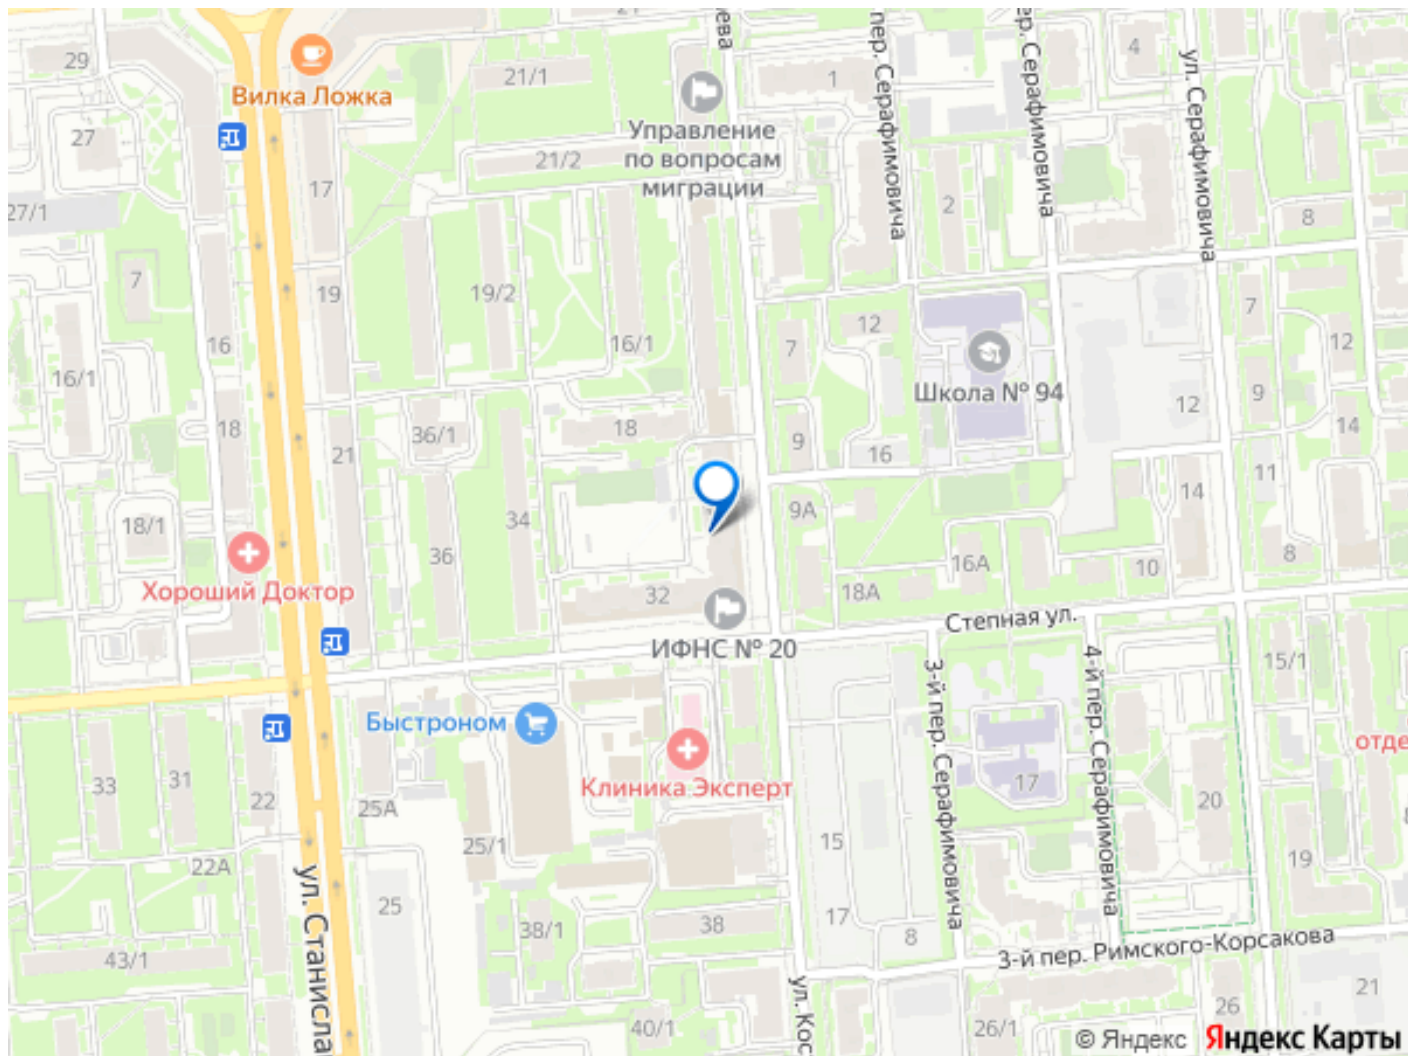 29
Вилка Ложка
27
27/1
17
21/1
21
21/2
Управление
по вопросам
миграции
1
4
пер. Серафимовича
пер. Серафимовича
ул. Серафимовича
2
8
7
19
19/2
16
16/1
16/1
7
12
Школа № 94
7
12
9
12
14
18
21
36/1
18
9
16
11
14
18/1
Хороший Доктор
36
34
32
9А
18А
16А
10
8
ИФНС № 20
Степная ул.
3-й пер. Серафимовича
4-й пер. Серафимовича
15/1
Быстроном
Клиника Эксперт
33
31
22
25А
22А
25/1
25
15
17
17
20
19
8
38/1
38
43/1
ул. Станисла
3-й пер. Римского-Корсакова
ул. Кос
40/1
26/1
26
21
отде
© Яндекс Яндекс Карты